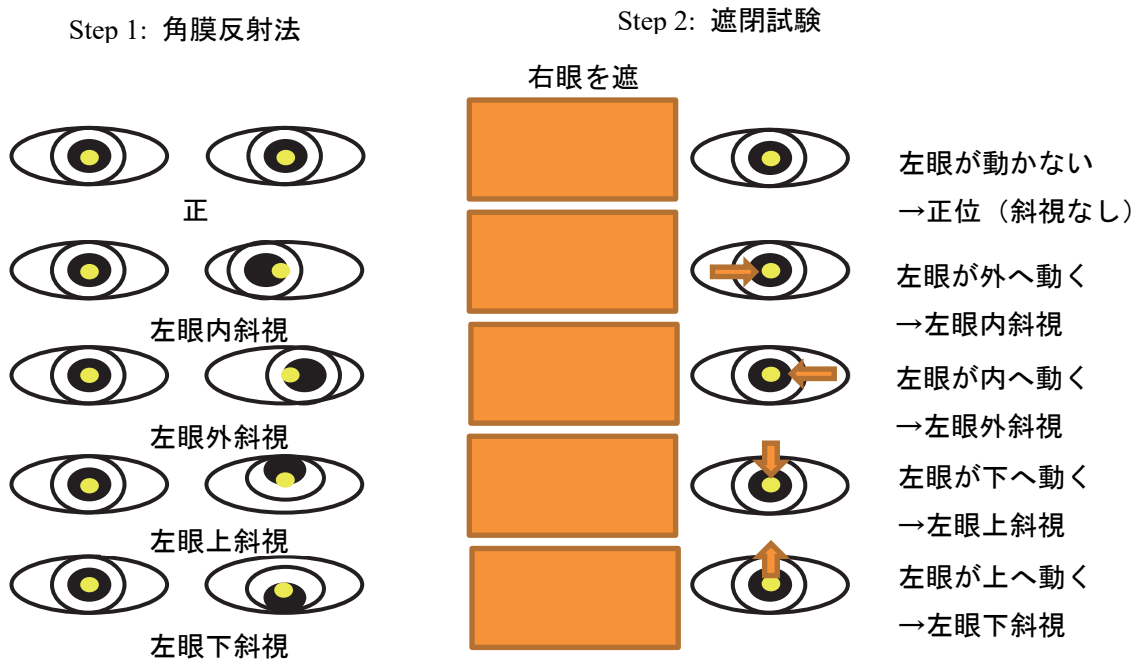 Step 1: 角膜反射法
Step 2: 遮閉試験
右眼を遮
正
左眼が動かない
→正位（斜視なし）
左眼内斜視
左眼が外へ動く
→左眼内斜視
左眼外斜視
左眼が内へ動く
→左眼外斜視
左眼上斜視
左眼が下へ動く
→左眼上斜視
左眼下斜視
左眼が上へ動く
→左眼下斜視